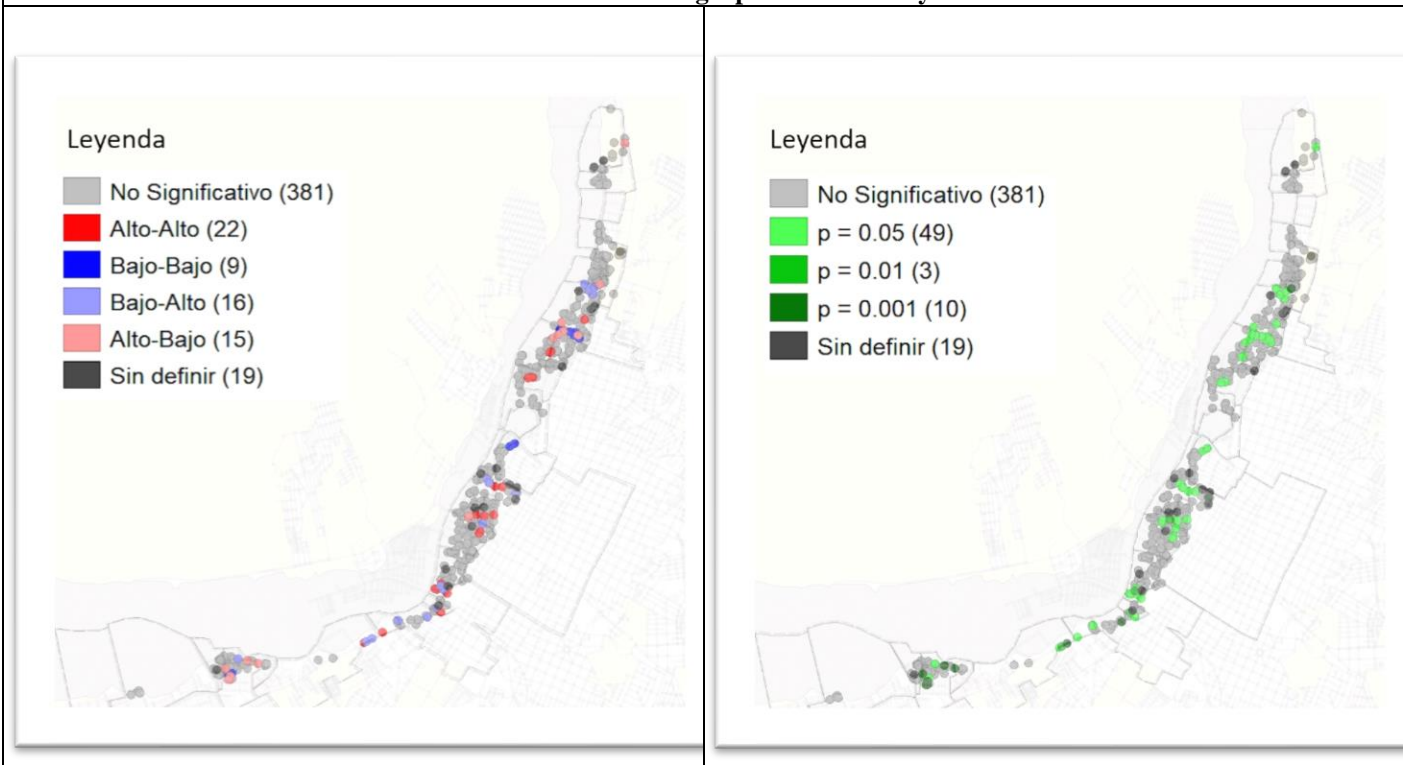 Leyenda
No Significativo (381)
Alto-Alto (22)
Bajo-Bajo (9)
Bajo-Alto (16)
Alto-Bajo (15)
Sin definir (19)
Leyenda
No Significativo (381)
p = 0.05 (49)
p = 0.01 (3)
p = 0.001 (10)
Sin definir (19)